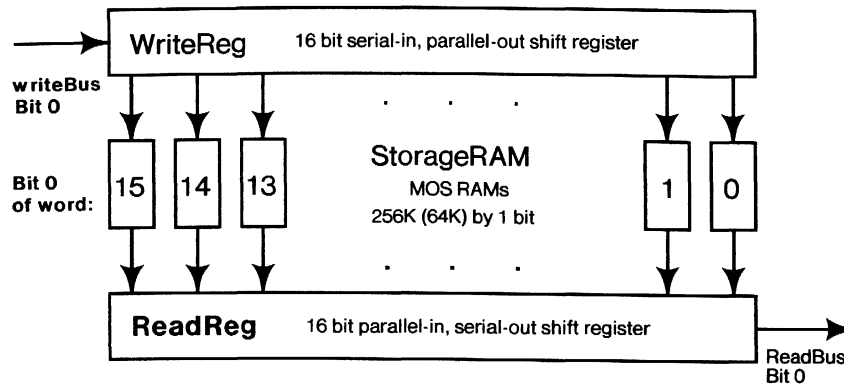 WriteReg 16 bit serial-in, parallel-out shift register
writeBus
Bit 0
. . .
StorageRAM
MOS RAMs
256K (64K) by 1 bit
Bit 0
of word:
15 14 13 1 0
. . .
ReadReg 16 bit parallel-in, serial-out shift register
ReadBus
Bit 0